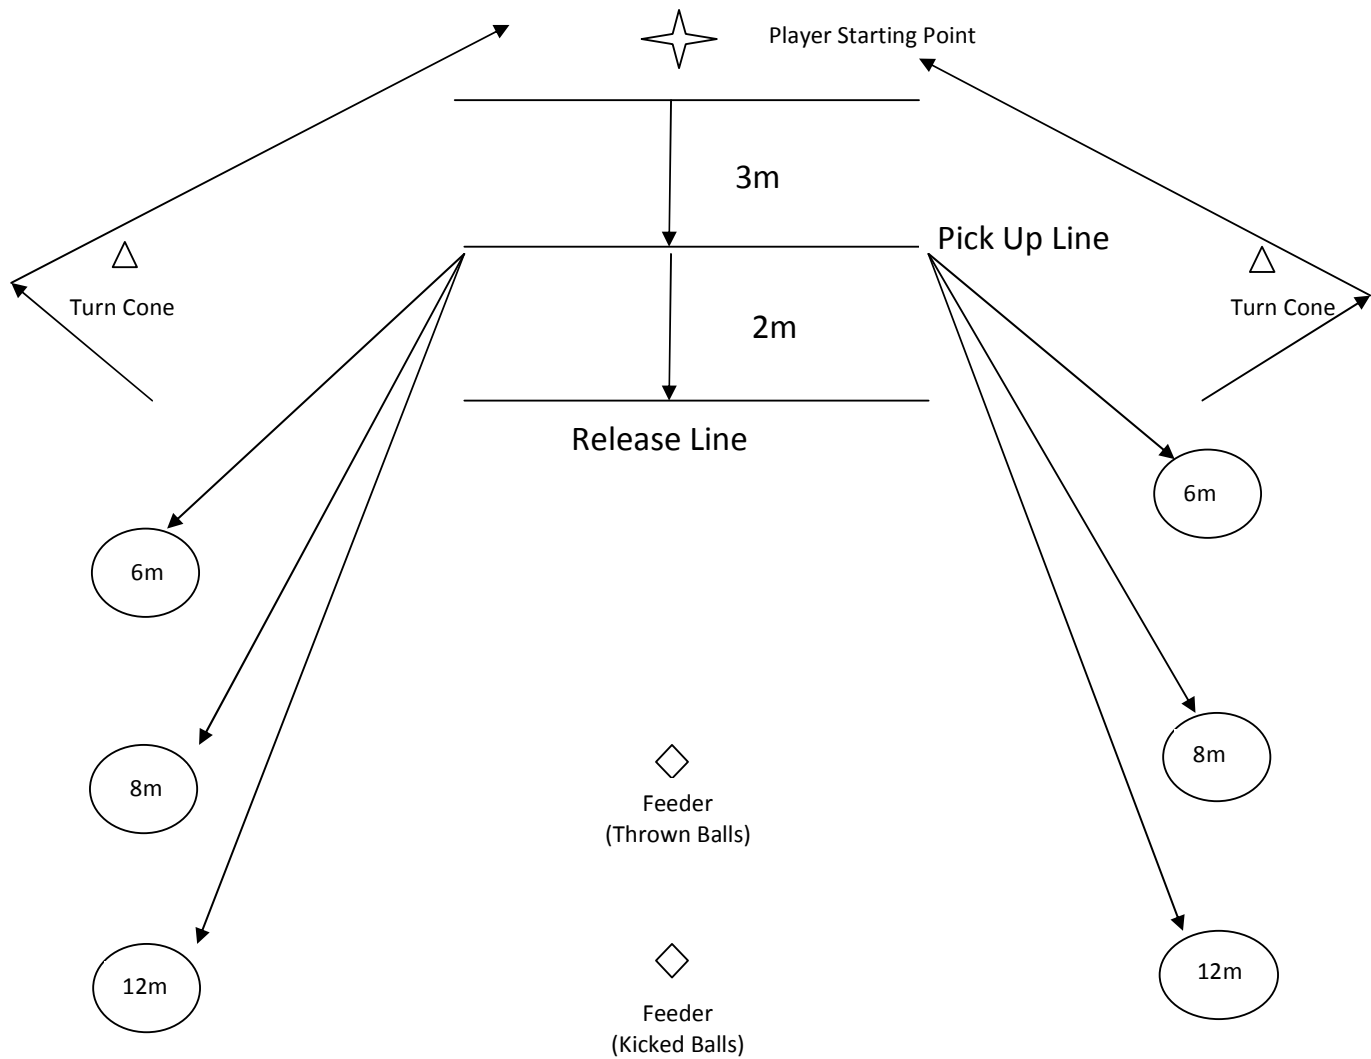 Player Starting Point
3m
Pick Up Line
Turn Cone
Turn Cone
2m
Release Line
6m
6m
8m
8m
Feeder
(Thrown Balls)
12m
12m
Feeder
(Kicked Balls)